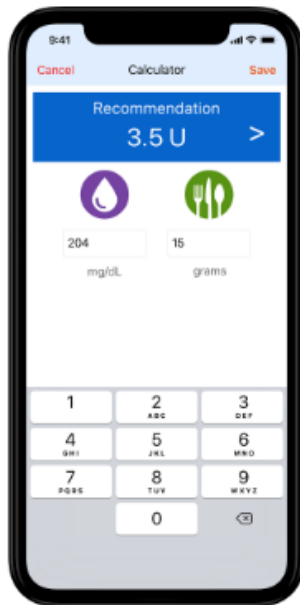 9:41
Cancel Calculator Save
Recommendation
3.5 U >
204 15
mg/dL grams
1 2 3
ABC DEF
4 5 6
GHI JKL MNO
7 8 9
PQRS TUV WXYZ
0